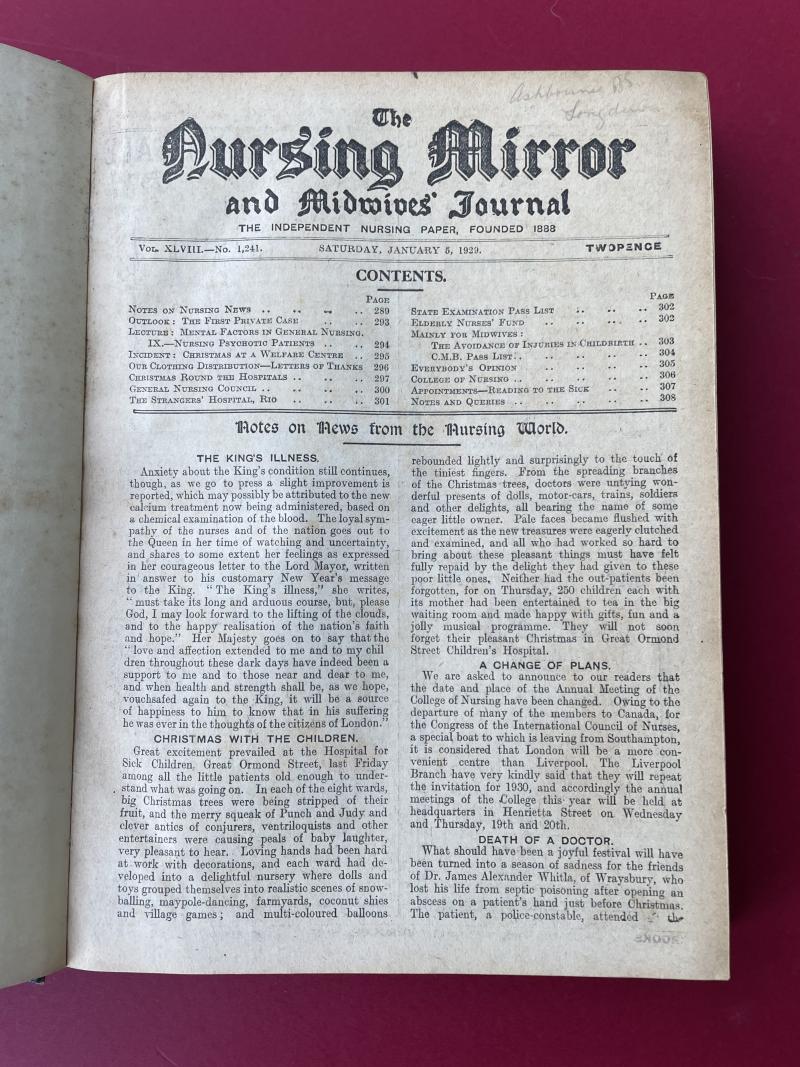 Ashbourne
The
Nursing Mirror
and Midwives' Journal
THE INDEPENDENT NURSING PAPER, FOUNDED 1888
VOL. XLVIII.—No. 1,241. SATURDAY, JANUARY 5, 1929. TWOPENCE
CONTENTS.
PAGE
NOTES ON NURSING NEWS .. .. .. .. 289
OUTLOOK: THE FIRST PRIVATE CASE .. .. 293
LECTURE: MENTAL FACTORS IN GENERAL NURSING.
IX.—NURSING PSYCHOTIC PATIENTS .. .. 294
INCIDENT: CHRISTMAS AT A WELFARE CENTRE .. 295
OUR CLOTHING DISTRIBUTION—LETTERS OF THANKS 296
CHRISTMAS ROUND THE HOSPITALS .. .. .. 297
GENERAL NURSING COUNCIL .. .. .. .. 300
THE STRANGERS' HOSPITAL, RIO .. .. .. 301
PAGE
STATE EXAMINATION PASS LIST .. .. .. 302
ELDERLY NURSES' FUND .. .. .. .. 302
MAINLY FOR MIDWIVES:
THE AVOIDANCE OF INJURIES IN CHILDBIRTH .. 303
C.M.B. PASS LIST.. .. .. .. .. 304
EVERYBODY'S OPINION .. .. .. .. 305
COLLEGE OF NURSING .. .. .. .. .. 306
APPOINTMENTS—READING TO THE SICK .. .. 307
NOTES AND QUERIES .. .. .. .. .. 308
Notes on News from the Nursing World.
THE KING'S ILLNESS.
Anxiety about the King's condition still continues,
though, as we go to press a slight improvement is
reported, which may possibly be attributed to the new
calcium treatment now being administered, based on
a chemical examination of the blood. The loyal sym-
pathy of the nurses and of the nation goes out to
the Queen in her time of watching and uncertainty,
and shares to some extent her feelings as expressed
in her courageous letter to the Lord Mayor, written
in answer to his customary New Year's message
to the King. "The King's illness," she writes,
"must take its long and arduous course, but, please
God, I may look forward to the lifting of the clouds,
and to the happy realisation of the nation's faith
and hope." Her Majesty goes on to say that the
"love and affection extended to me and to my chil
dren throughout these dark days have indeed been a
support to me and to those near and dear to me,
and when health and strength shall be, as we hope,
vouchsafed again to the King, it will be a source
of happiness to him to know that in his suffering
he was ever in the thoughts of the citizens of London."
CHRISTMAS WITH THE CHILDREN.
Great excitement prevailed at the Hospital for
Sick Children, Great Ormond Street, last Friday
among all the little patients old enough to under-
stand what was going on. In each of the eight wards,
big Christmas trees were being stripped of their
fruit, and the merry squeak of Punch and Judy and
clever antics of conjurers, ventriloquists and other
entertainers were causing peals of baby laughter,
very pleasant to hear. Loving hands had been hard
at work with decorations, and each ward had de-
veloped into a delightful nursery where dolls and
toys grouped themselves into realistic scenes of snow-
balling, maypole-dancing, farmyards, coconut shies
and village games; and multi-coloured balloons
rebounded lightly and surprisingly to the touch of
the tiniest fingers. From the spreading branches
of the Christmas trees, doctors were untying won-
derful presents of dolls, motor-cars, trains, soldiers
and other delights, all bearing the name of some
eager little owner. Pale faces became flushed with
excitement as the new treasures were eagerly clutched
and examined, and all who had worked so hard to
bring about these pleasant things must have felt
fully repaid by the delight they had given to these
poor little ones. Neither had the out-patients been
forgotten, for on Thursday, 250 children each with
its mother had been entertained to tea in the big
waiting room and made happy with gifts, fun and a
jolly musical programme. They will not soon
forget their pleasant Christmas in Great Ormond
Street Children's Hospital.
A CHANGE OF PLANS.
We are asked to announce to our readers that
the date and place of the Annual Meeting of the
College of Nursing have been changed. Owing to the
departure of many of the members to Canada, for
the Congress of the International Council of Nurses,
a special boat to which is leaving from Southampton,
it is considered that London will be a more con-
venient centre than Liverpool. The Liverpool
Branch have very kindly said that they will repeat
the invitation for 1930, and accordingly the annual
meetings of the College this year will be held at
headquarters in Henrietta Street on Wednesday
and Thursday, 19th and 20th.
DEATH OF A DOCTOR.
What should have been a joyful festival will have
been turned into a season of sadness for the friends
of Dr. James Alexander Whitla, of Wraysbury, who
lost his life from septic poisoning after opening an
abscess on a patient's hand just before Christmas.
The patient, a police-constable, attended the